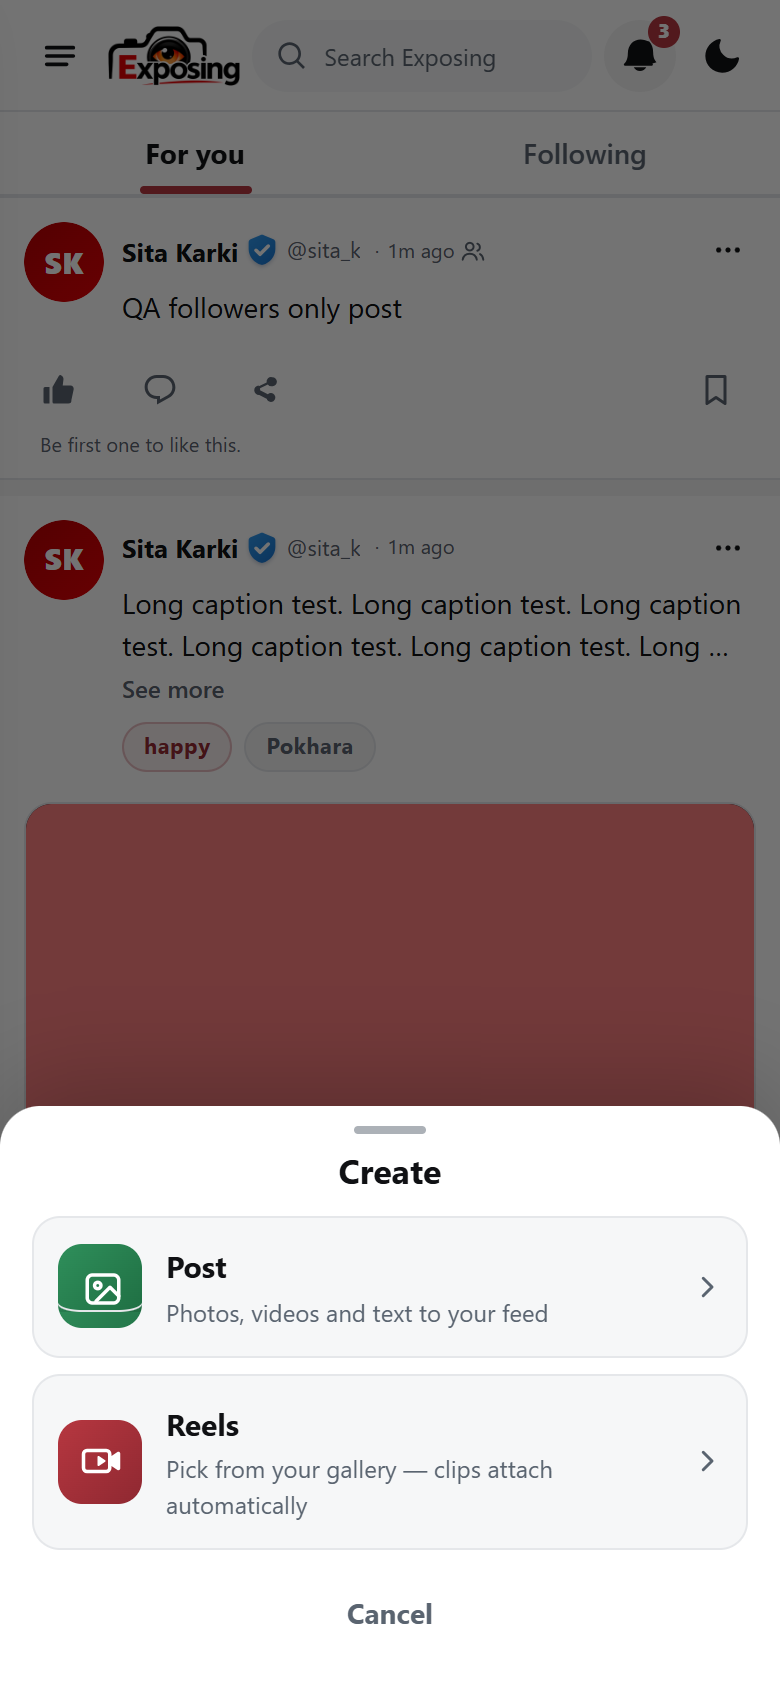 Exposing
Search Exposing
3
For you
Following
SK
Sita Karki @sita_k · 1m ago
QA followers only post
Be first one to like this.
SK
Sita Karki @sita_k · 1m ago
Long caption test. Long caption test. Long caption
test. Long caption test. Long caption test. Long ...
See more
happy
Pokhara
Create
Post
Photos, videos and text to your feed
Reels
Pick from your gallery — clips attach
automatically
Cancel